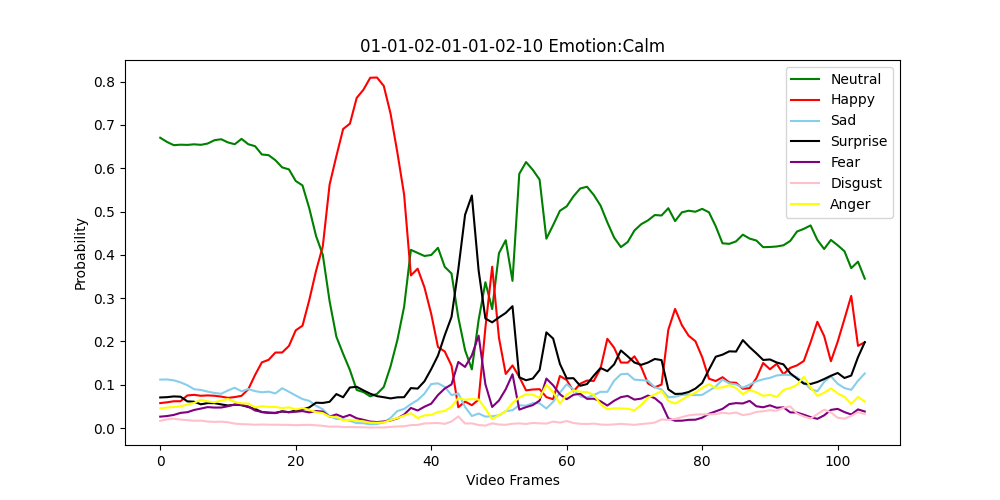 01-01-02-01-01-02-10 Emotion:Calm
Probability
0.8
0.7
0.6
0.5
0.4
0.3
0.2
0.1
0.0
0 20 40 60 80 100
Video Frames
Neutral
Happy
Sad
Surprise
Fear
Disgust
Anger